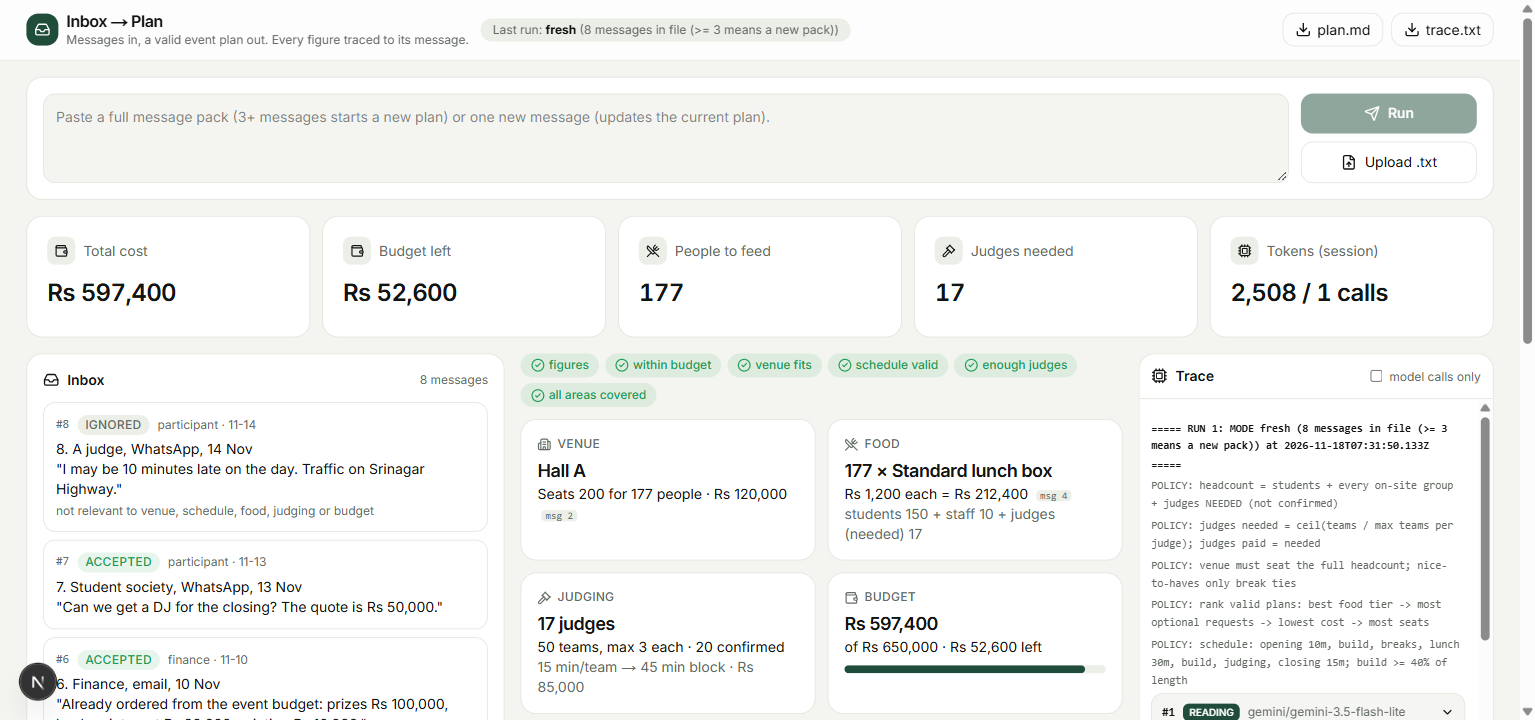 Inbox → Plan
Messages in, a valid event plan out. Every figure traced to its message.
Last run: fresh (8 messages in file (>= 3 means a new pack))
plan.md
trace.txt
Paste a full message pack (3+ messages starts a new plan) or one new message (updates the current plan).
Run
Upload .txt
Total cost
Rs 597,400
Budget left
Rs 52,600
People to feed
177
Judges needed
17
Tokens (session)
2,508 / 1 calls
Inbox
8 messages
#8 IGNORED participant · 11-14
8. A judge, WhatsApp, 14 Nov
"I may be 10 minutes late on the day. Traffic on Srinagar
Highway."
not relevant to venue, schedule, food, judging or budget
#7 ACCEPTED participant · 11-13
7. Student society, WhatsApp, 13 Nov
"Can we get a DJ for the closing? The quote is Rs 50,000."
#6 ACCEPTED finance · 11-10
6. Finance, email, 10 Nov
"Already ordered from the event budget: prizes Rs 100,000,
N
figures
within budget
venue fits
schedule valid
enough judges
all areas covered
VENUE
Hall A
Seats 200 for 177 people · Rs 120,000
msg 2
FOOD
177 × Standard lunch box
Rs 1,200 each = Rs 212,400 msg 4
students 150 + staff 10 + judges
(needed) 17
JUDGING
17 judges
50 teams, max 3 each · 20 confirmed
15 min/team → 45 min block · Rs
85,000
BUDGET
Rs 597,400
of Rs 650,000 · Rs 52,600 left
Trace
model calls only
===== RUN 1: MODE fresh (8 messages in file (>= 3
means a new pack)) at 2026-11-18T07:31:50.133Z
=====
POLICY: headcount = students + every on-site group
+ judges NEEDED (not confirmed)
POLICY: judges needed = ceil(teams / max teams per
judge); judges paid = needed
POLICY: venue must seat the full headcount; nice-
to-haves only break ties
POLICY: rank valid plans: best food tier -> most
optional requests -> lowest cost -> most seats
POLICY: schedule: opening 10m, build, breaks, lunch
30m, build, judging, closing 15m; build >= 40% of
length
#1 READING gemini/gemini-3.5-flash-lite